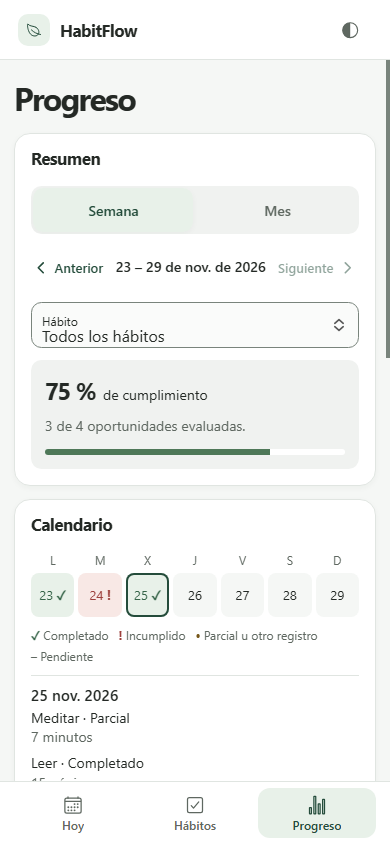 HabitFlow
Progreso
Resumen
Semana Mes
Anterior 23 – 29 de nov. de 2026 Siguiente
Hábito
Todos los hábitos
75 % de cumplimiento
3 de 4 oportunidades evaluadas.
Calendario
L M X J V S D
23 ✓ 24 ! 25 ✓ 26 27 28 29
✓ Completado ! Incumplido • Parcial u otro registro
– Pendiente
25 nov. 2026
Meditar · Parcial
7 minutos
Leer · Completado
Hoy Hábitos Progreso